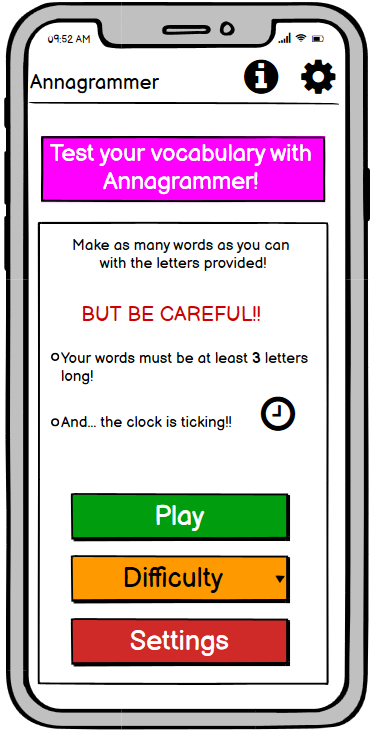 09:52 AM
Annagrammer
Test your vocabulary with
Annagrammer!
Make as many words as you can
with the letters provided!
BUT BE CAREFUL!!
Your words must be at least 3 letters
long!
And... the clock is ticking!!
Play
Difficulty
Settings